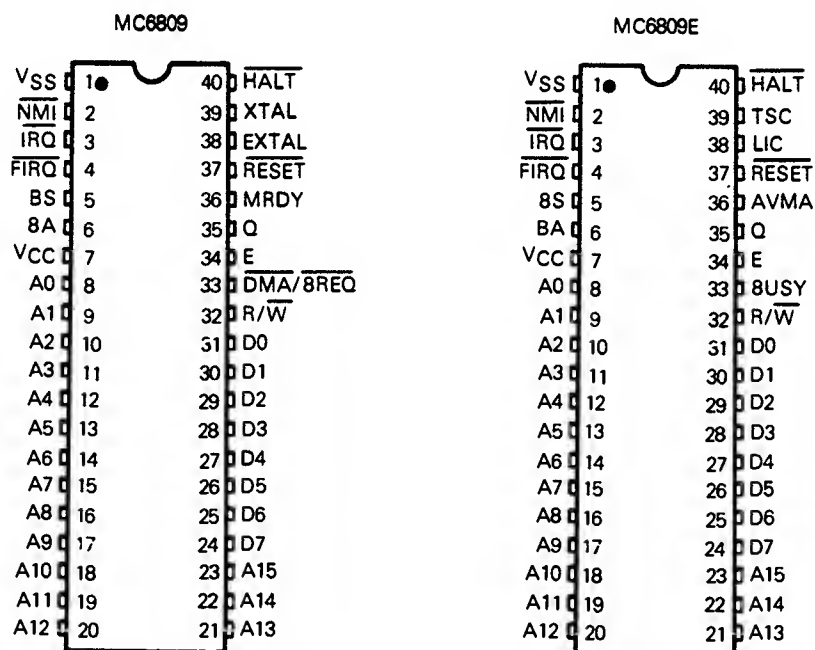 MC6809
VSS 1 40 HALT
NMI 2 39 XTAL
IRQ 3 38 EXTAL
FIRQ 4 37 RESET
BS 5 36 MRDY
8A 6 35 Q
VCC 7 34 E
A0 8 33 DMA/8REQ
A1 9 32 R/W
A2 10 31 D0
A3 11 30 D1
A4 12 29 D2
A5 13 28 D3
A6 14 27 D4
A7 15 26 D5
A8 16 25 D6
A9 17 24 D7
A10 18 23 A15
A11 19 22 A14
A12 20 21 A13
MC6809E
VSS 1 40 HALT
NMI 2 39 TSC
IRQ 3 38 LIC
FIRQ 4 37 RESET
8S 5 36 AVMA
BA 6 35 Q
VCC 7 34 E
A0 8 33 8USY
A1 9 32 R/W
A2 10 31 D0
A3 11 30 D1
A4 12 29 D2
A5 13 28 D3
A6 14 27 D4
A7 15 26 D5
A8 16 25 D6
A9 17 24 D7
A10 18 23 A15
A11 19 22 A14
A12 20 21 A13